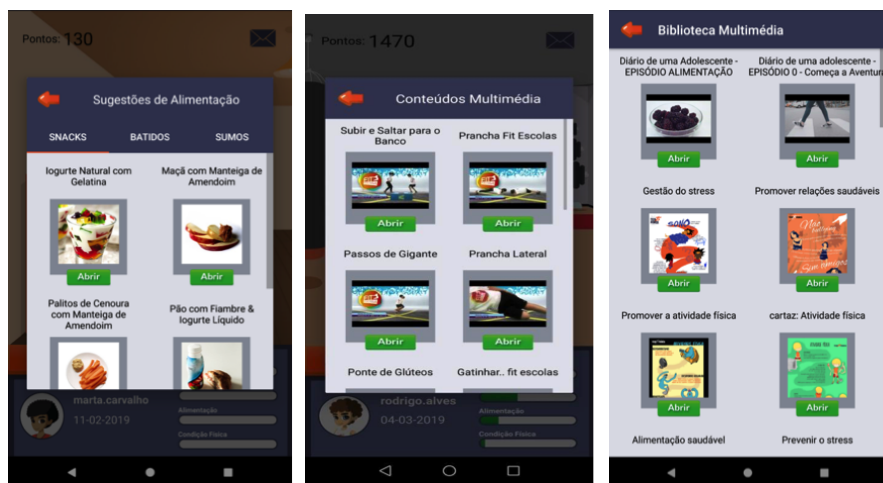 Pontos: 130
Sugestões de Alimentação
SNACKS BATIDOS SUMOS
Iogurte Natural com Gelatina
Maçã com Manteiga de Amendoim
Abrir
Abrir
Palitos de Cenoura com Manteiga de Amendoim
Pão com Fiambre & Iogurte Líquido
marta.carvalho
11-02-2019
Alimentação
Condição Física
Pontos: 1470
Conteúdos Multimédia
Subir e Saltar para o Banco
Prancha Fit Escolas
Abrir
Abrir
Passos de Gigante
Prancha Lateral
Abrir
Abrir
Ponte de Glúteos
Gatinhar.. fit escolas
rodrigo.alves
04-03-2019
Alimentação
Condição Física
Biblioteca Multimédia
Diário de uma Adolescente - EPISÓDIO ALIMENTAÇÃO
Diário de uma adolescente - EPISÓDIO 0 - Começa a Aventura
Abrir
Abrir
Gestão do stress
Promover relações saudáveis
SONO
Não
Sim
Abrir
Abrir
Promover a atividade física
cartaz: Atividade física
Abrir
Abrir
Alimentação saudável
Prevenir o stress